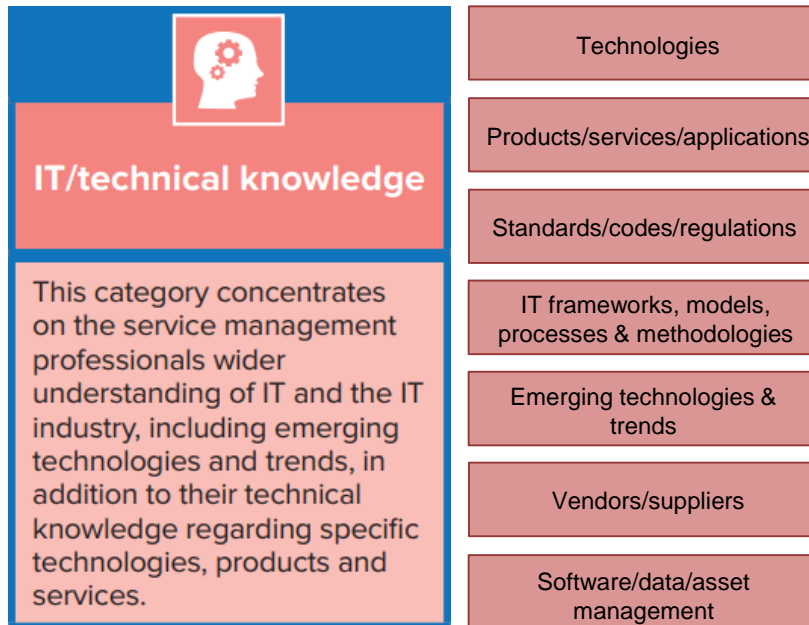 IT/technical knowledge
This category concentrates
on the service management
professionals wider
understanding of IT and the IT
industry, including emerging
technologies and trends, in
addition to their technical
knowledge regarding specific
technologies, products and
services.
Technologies
Products/services/applications
Standards/codes/regulations
IT frameworks, models,
processes & methodologies
Emerging technologies &
trends
Vendors/suppliers
Software/data/asset
management